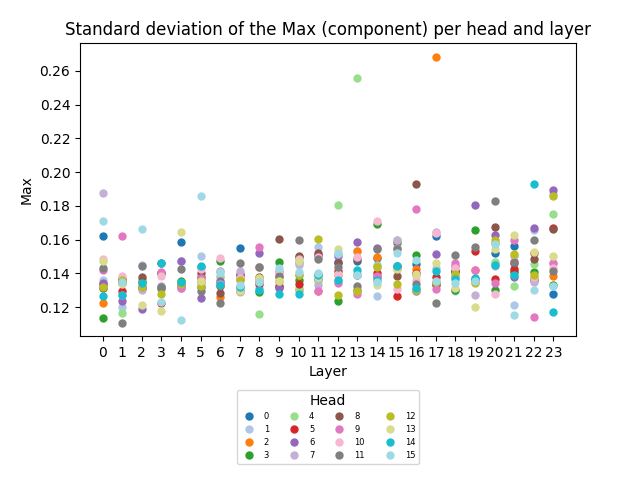 Standard deviation of the Max (component) per head and layer
0.26
0.24
0.22
0.20
0.18
0.16
0.14
0.12
Max
0 1 2 3 4 5 6 7 8 9 10 11 12 13 14 15 16 17 18 19 20 21 22 23
Layer
Head
0 4 8 12
1 5 9 13
2 6 10 14
3 7 11 15